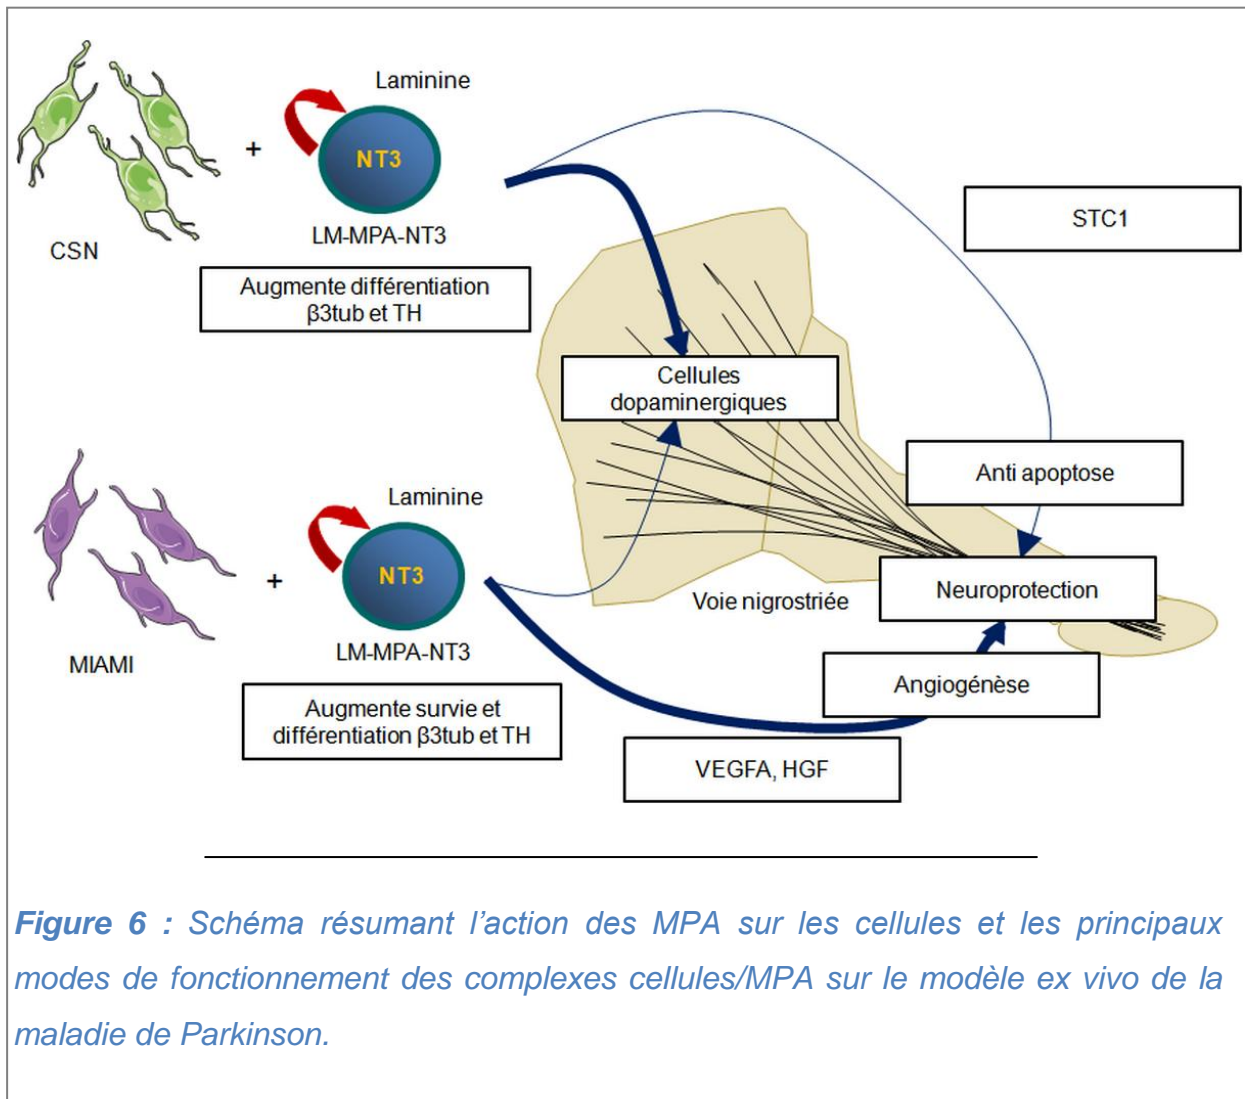 Laminine
NT3
+
CSN
LM-MPA-NT3
Augmente différentiation
β3tub et TH
STC1
Cellules
dopaminergiques
Anti apoptose
Laminine
NT3
+
Neuroprotection
Voie nigrostriée
MIAMI
LM-MPA-NT3
Angiogénèse
Augmente survie et
différentiation β3tub et TH
VEGFA, HGF
Figure 6 : Schéma résumant l’action des MPA sur les cellules et les principaux
modes de fonctionnement des complexes cellules/MPA sur le modèle ex vivo de la
maladie de Parkinson.